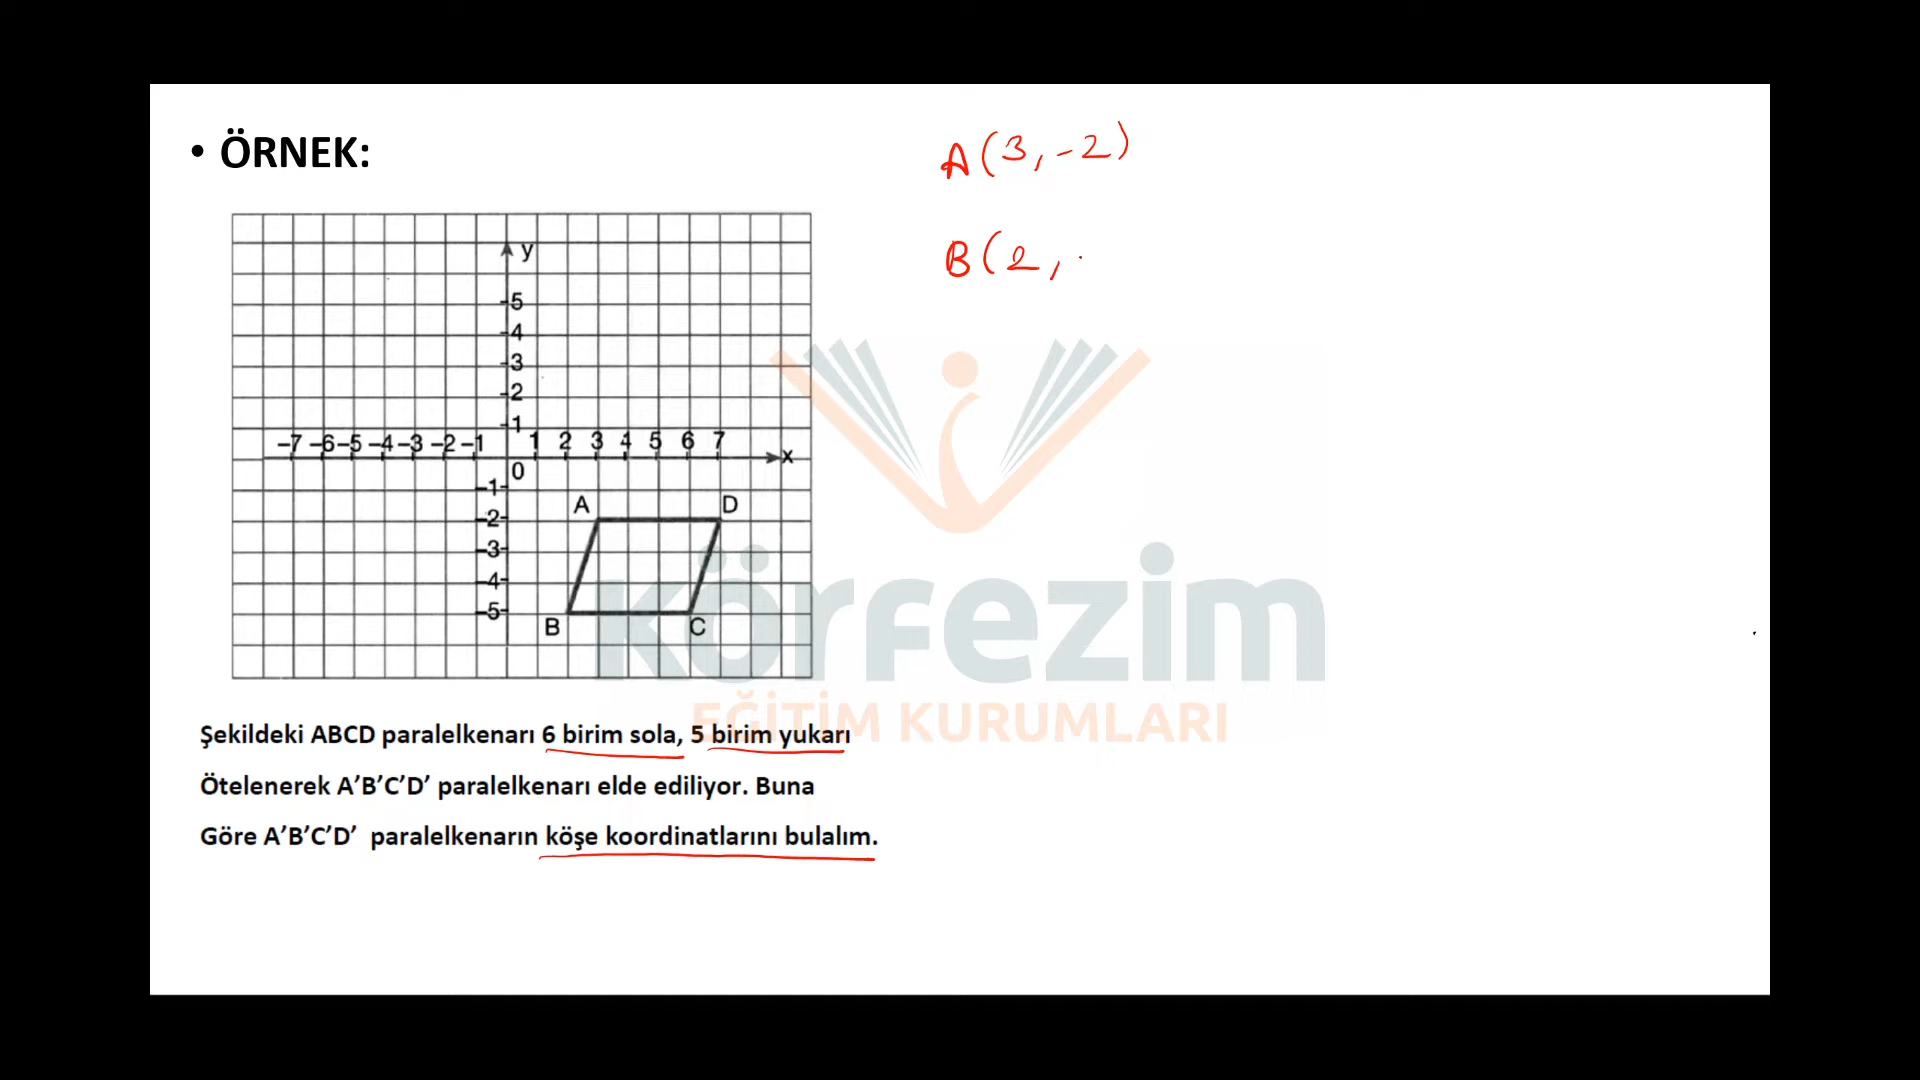 • ÖRNEK:
A(3,-2)
B(2,
y
5
4
3
2
1
–7 –6 –5 –4 –3 –2 –1 1 2 3 4 5 6 7
x
0
–1
A D
–2
–3
–4
–5
B C
körfezim
EĞİTİM KURUMLARI
Şekildeki ABCD paralelkenarı 6 birim sola, 5 birim yukarı
Ötelenerek A’B’C’D’ paralelkenarı elde ediliyor. Buna
Göre A’B’C’D’ paralelkenarın köşe koordinatlarını bulalım.